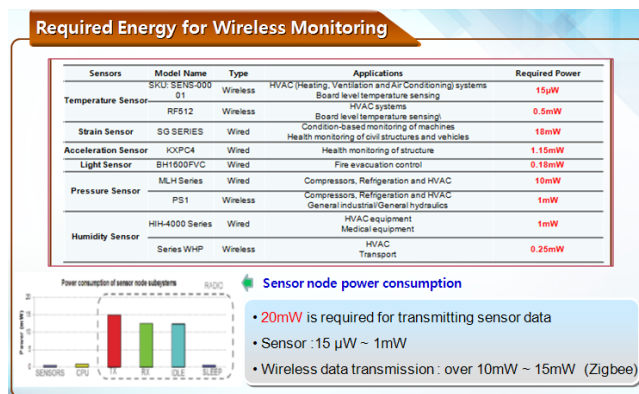 Required Energy for Wireless Monitoring
Sensors Model Name Type Applications Required Power
Temperature Sensor
SKU: SENS-000 01 Wireless HVAC (Heating, Ventilation and Air Conditioning) systems
Board level temperature sensing 15μW
RF512 Wireless HVAC systems
Board level temperature sensing\ 0.5mW
Strain Sensor SG SERIES Wired Condition-based monitoring of machines
Health monitoring of civil structures and vehicles 18mW
Acceleration Sensor KXPC4 Wired Health monitoring of structure 1.15mW
Light Sensor BH1600FVC Wired Fire evacuation control 0.18mW
Pressure Sensor
MLH Series Wired Compressors, Refrigeration and HVAC 10mW
PS1 Wireless Compressors, Refrigeration and HVAC
General industrial/General hydraulics 1mW
Humidity Sensor
HIH-4000 Series Wired HVAC equipment
Medical equipment 1mW
Series WHP Wireless HVAC
Transport 0.25mW
Power consumption of sensor node subsystems
RADIO
Power (mW)
20
15
10
5
0
SENSORS CPU TX RX IDLE SLEEP
Sensor node power consumption
• 20mW is required for transmitting sensor data
• Sensor :15 μW ~ 1mW
• Wireless data transmission : over 10mW ~ 15mW (Zigbee)